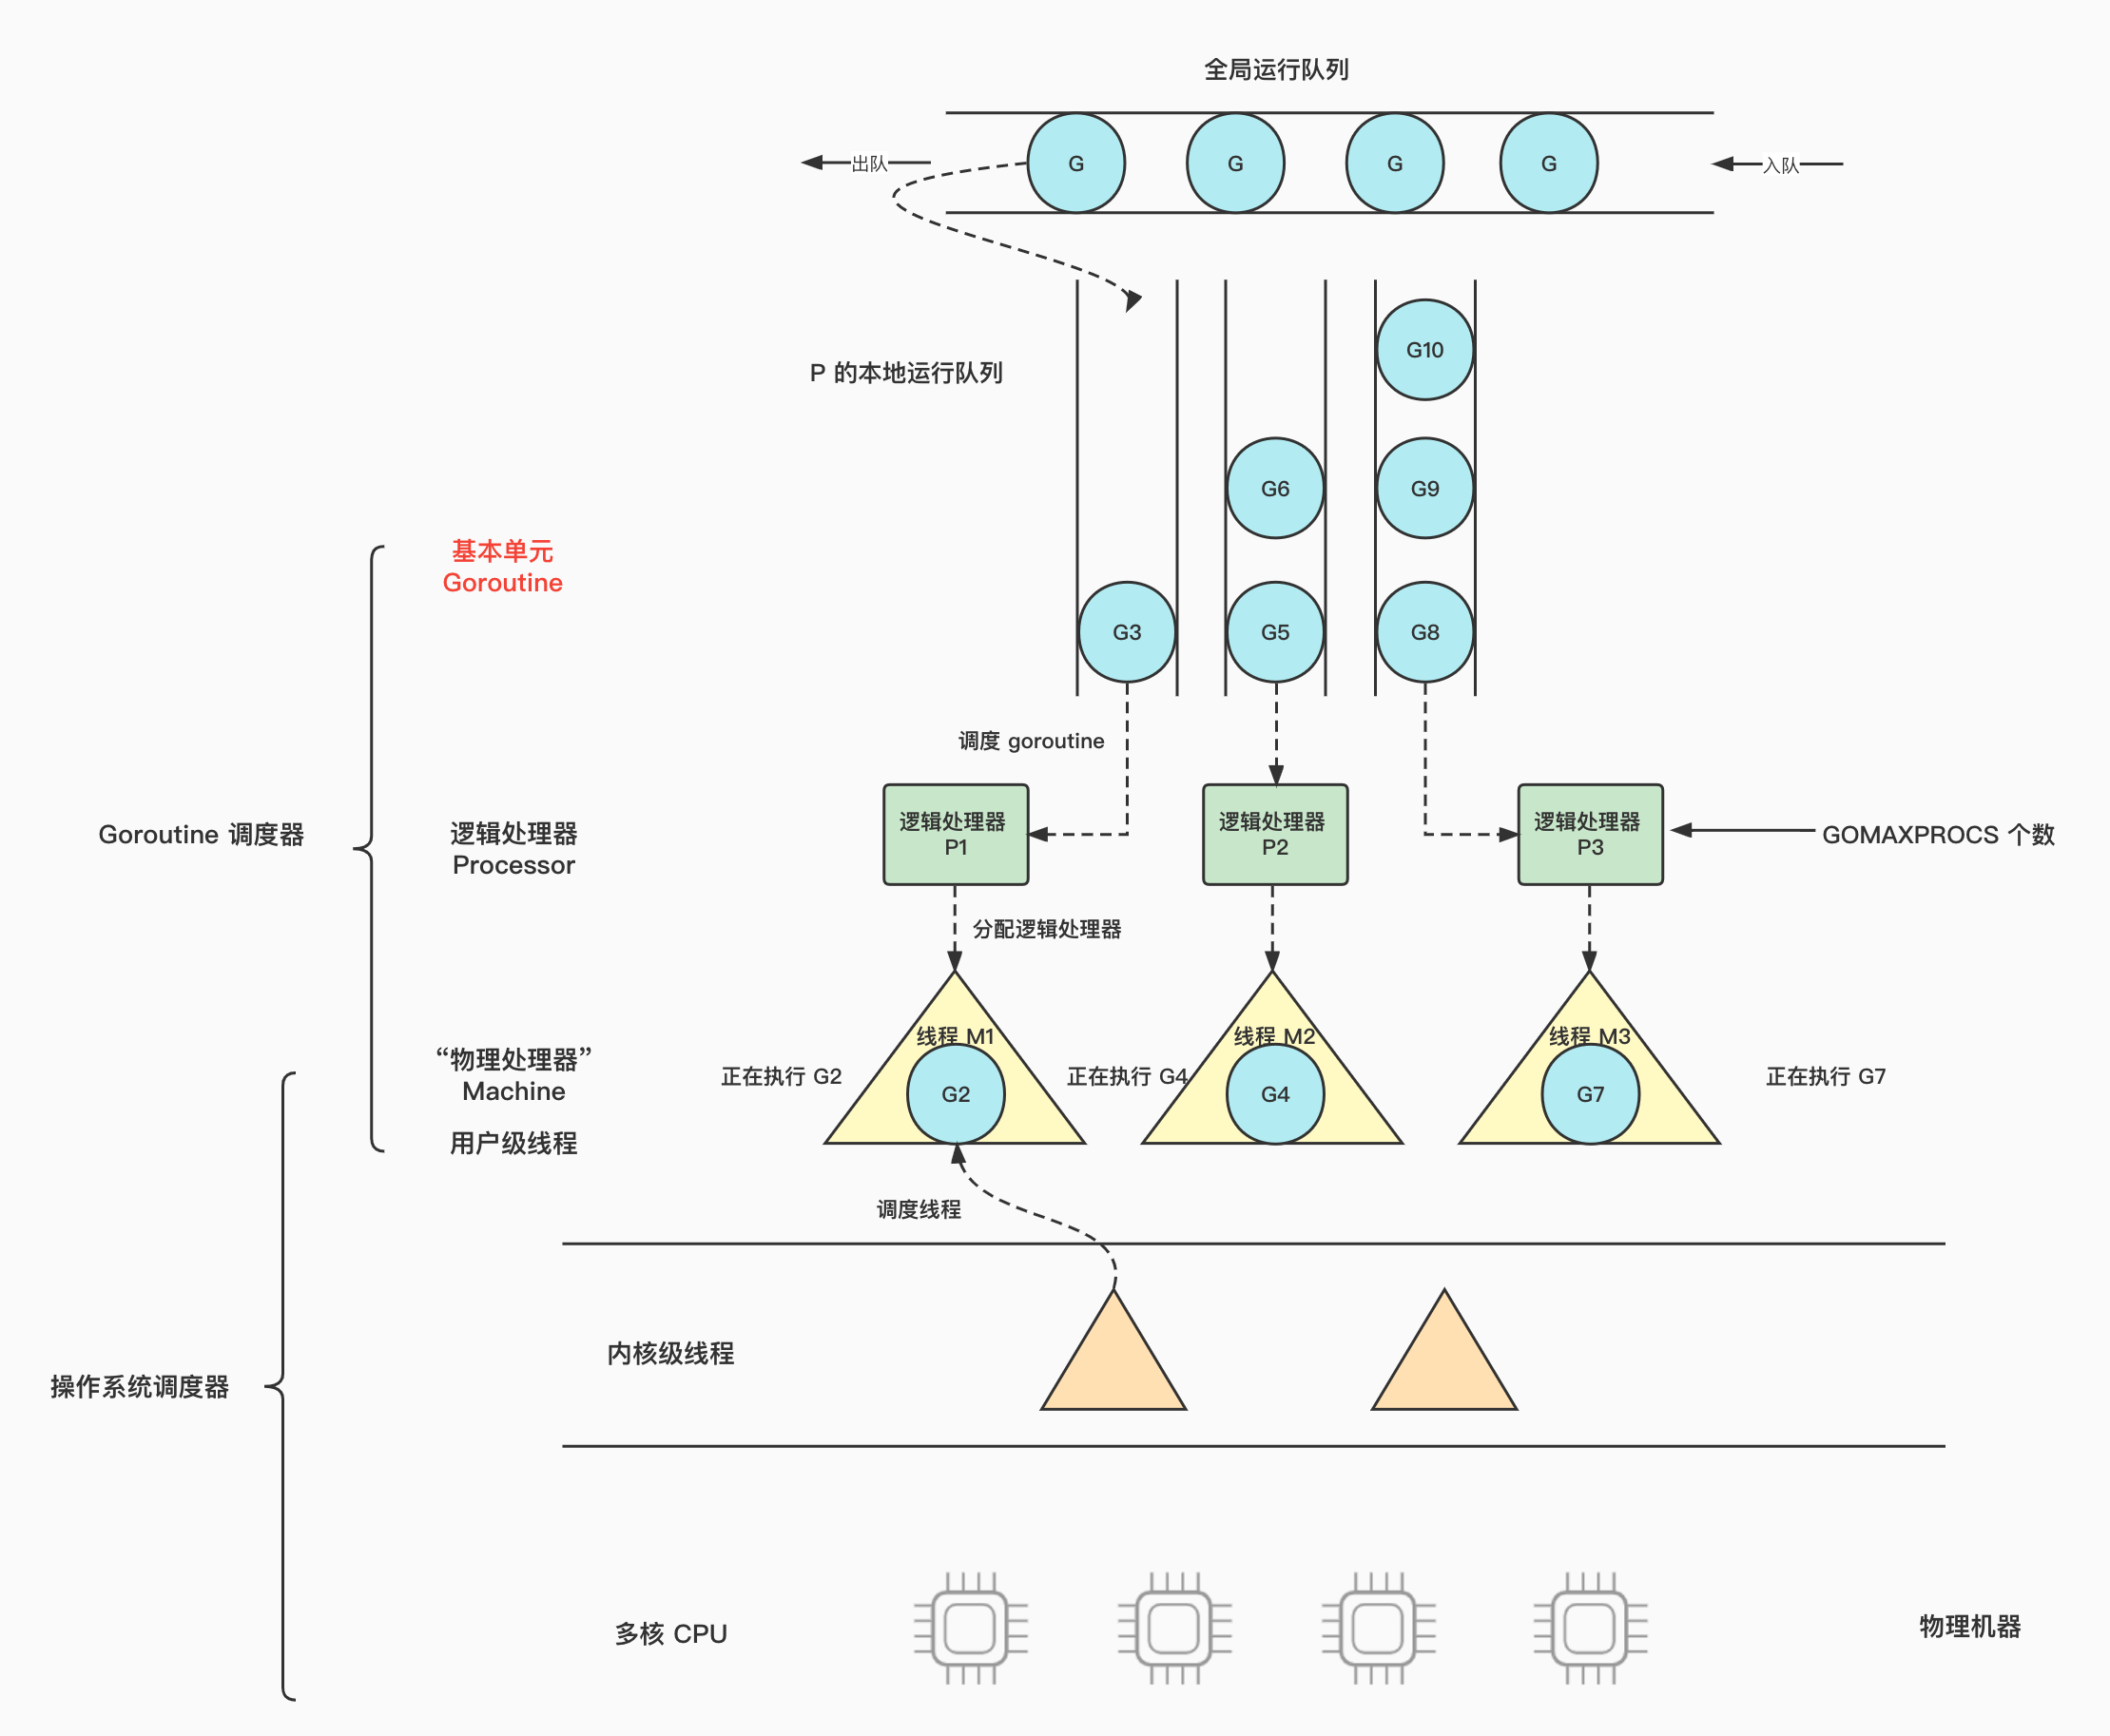 全局运行队列
出队
G
G
G
G
入队
P 的本地运行队列
G10
G6
G9
基本单元
Goroutine
G3
G5
G8
调度 goroutine
Goroutine 调度器
逻辑处理器
Processor
逻辑处理器
P1
逻辑处理器
P2
逻辑处理器
P3
GOMAXPROCS 个数
分配逻辑处理器
“物理处理器”
Machine
用户级线程
正在执行 G2
线程 M1
G2
正在执行 G4
线程 M2
G4
线程 M3
G7
正在执行 G7
调度线程
内核级线程
操作系统调度器
多核 CPU
物理机器